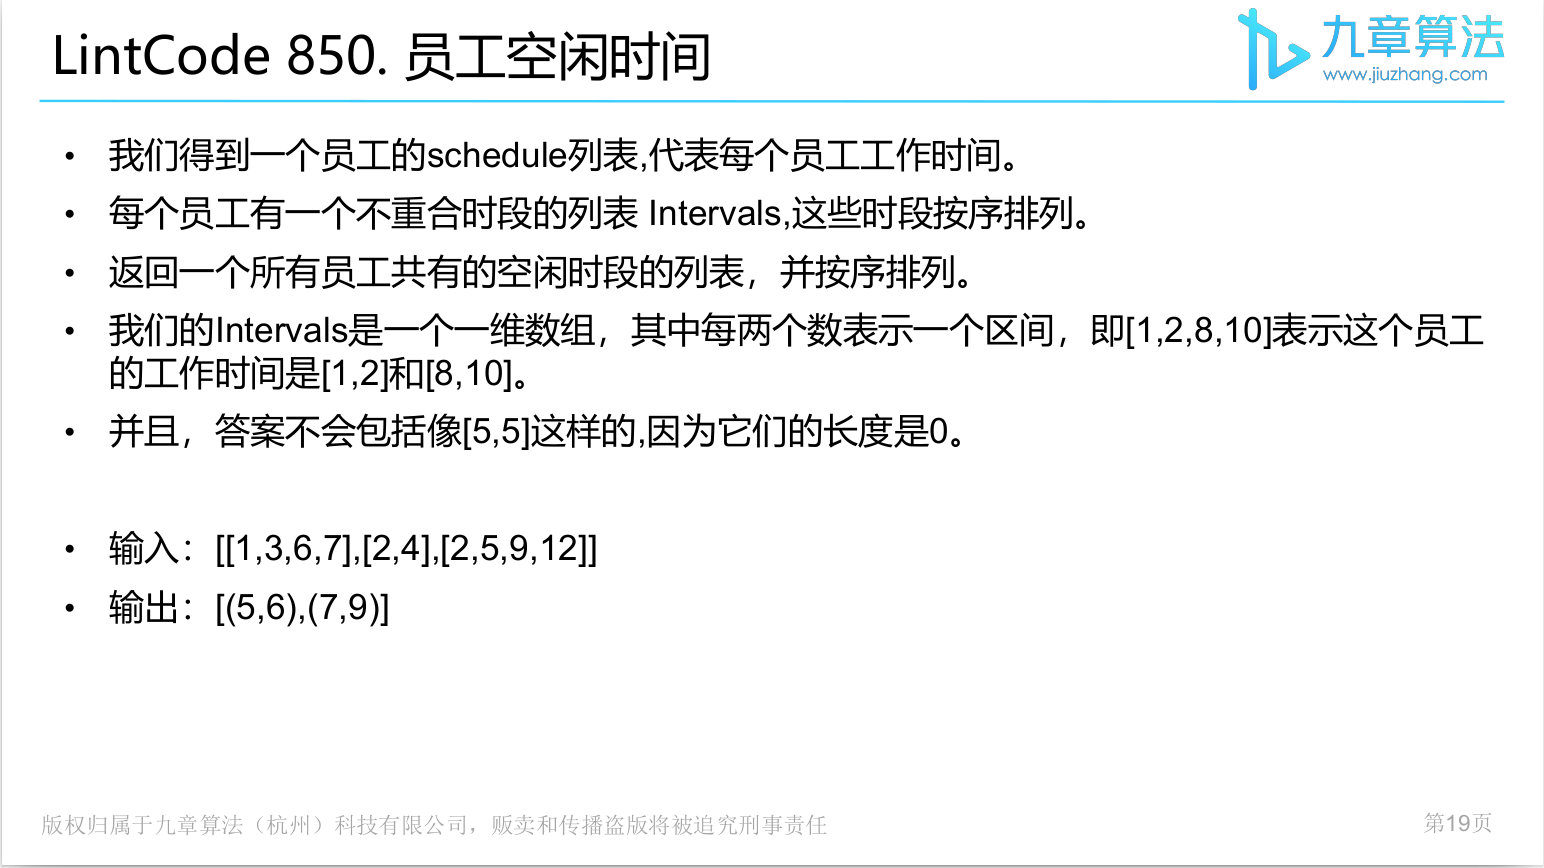 LintCode 850. 员工空闲时间
九章算法
www.jiuzhang.com
• 我们得到一个员工的schedule列表,代表每个员工工作时间。
• 每个员工有一个不重合时段的列表 Intervals,这些时段按序排列。
• 返回一个所有员工共有的空闲时段的列表，并按序排列。
• 我们的Intervals是一个一维数组，其中每两个数表示一个区间，即[1,2,8,10]表示这个员工
的工作时间是[1,2]和[8,10]。
• 并且，答案不会包括像[5,5]这样的,因为它们的长度是0。
• 输入：[[1,3,6,7],[2,4],[2,5,9,12]]
• 输出：[(5,6),(7,9)]
版权归属于九章算法（杭州）科技有限公司，贩卖和传播盗版将被追究刑事责任
第19页